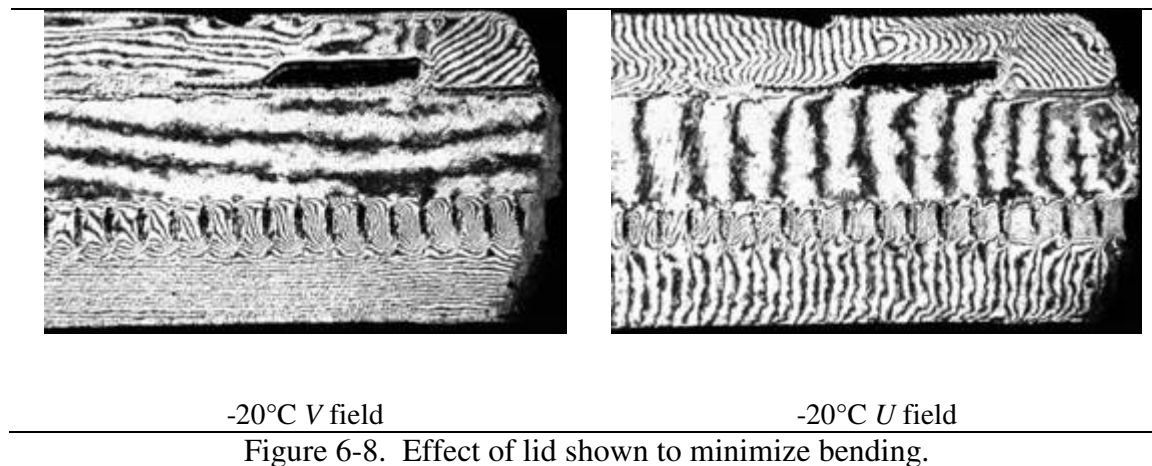 -20°C V field
-20°C U field
Figure 6-8. Effect of lid shown to minimize bending.